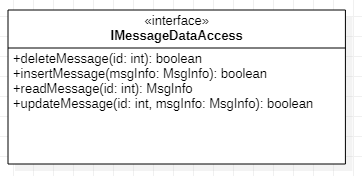 «interface»
IMessageDataAccess
+deleteMessage(id: int): boolean
+insertMessage(msgInfo: MsgInfo): boolean
+readMessage(id: int): MsgInfo
+updateMessage(id: int, msgInfo: MsgInfo): boolean